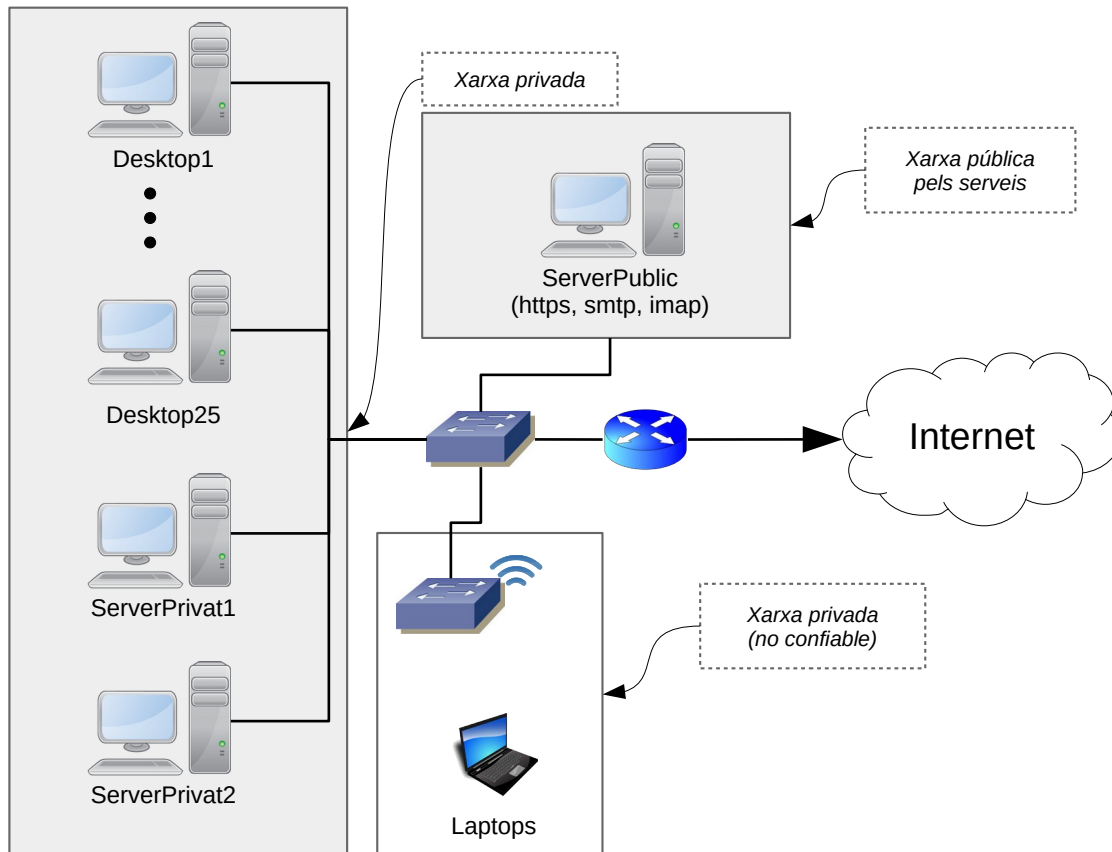 Desktop1
Xarxa privada
Xarxa pública
pels serveis
ServerPublic
(https, smtp, imap)
Desktop25
Internet
ServerPrivat1
Xarxa privada
(no confiable)
ServerPrivat2
Laptops